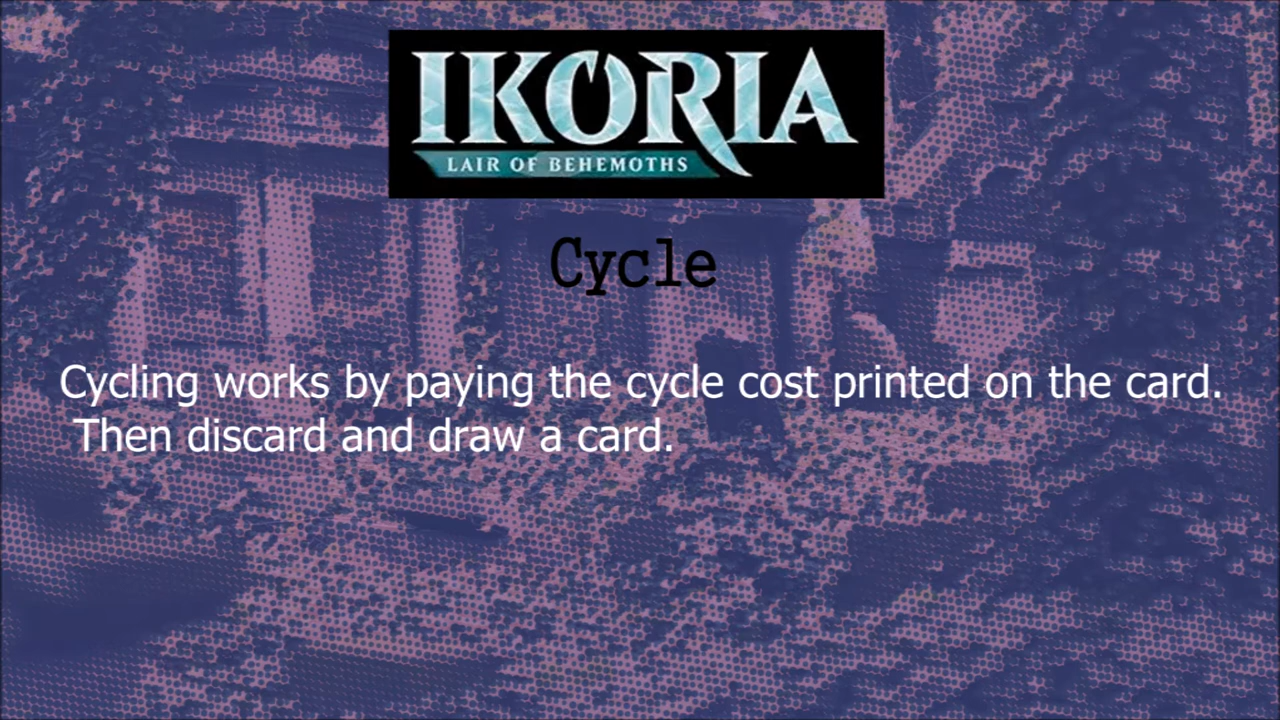 IKORIA
LAIR OF BEHEMOTHS
Cycle
Cycling works by paying the cycle cost printed on the card.
Then discard and draw a card.